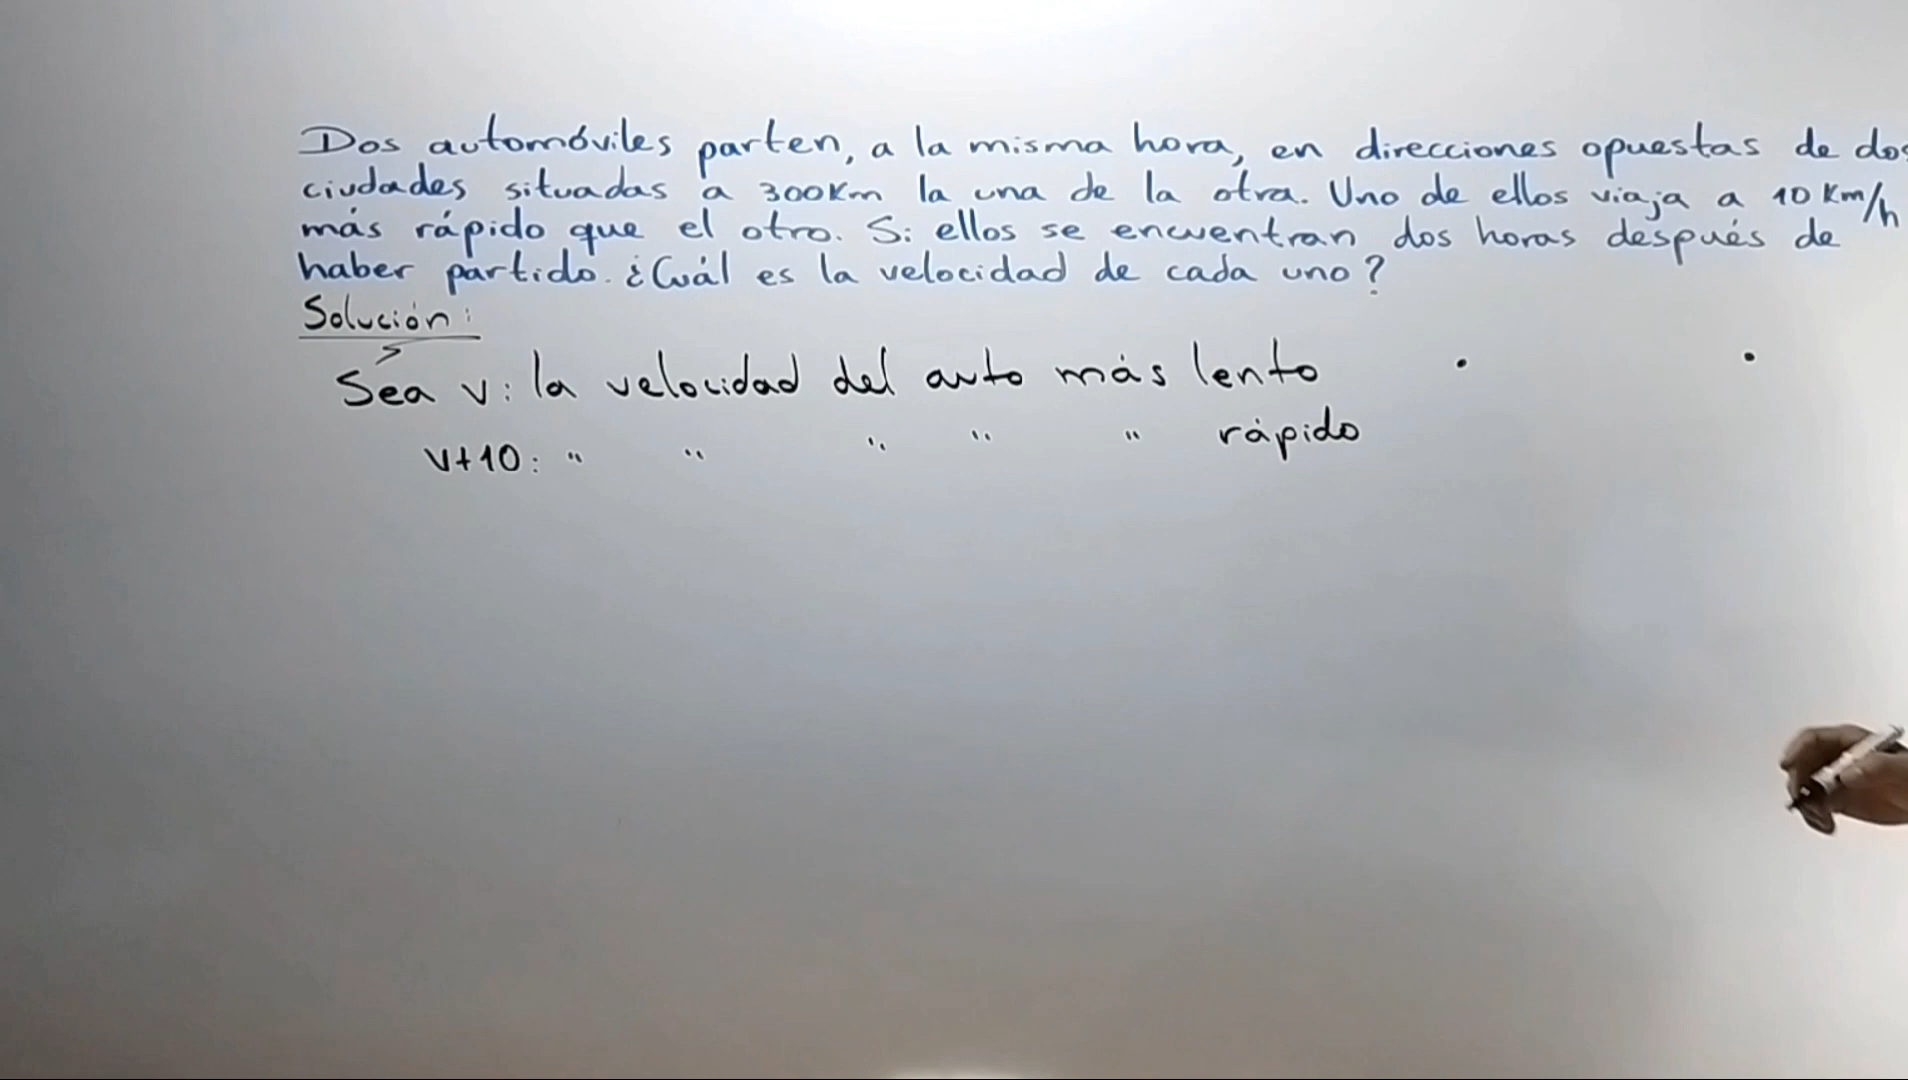 Dos automóviles parten, a la misma hora, en direcciones opuestas de dos
ciudades situadas a 300Km la una de la otra. Uno de ellos viaja a 10 Km/h
más rápido que el otro. Si ellos se encuentran dos horas después de
haber partido. ¿Cuál es la velocidad de cada uno?
Solución:
Sea v: la velocidad del auto más lento
v+10: " " " " " rápido